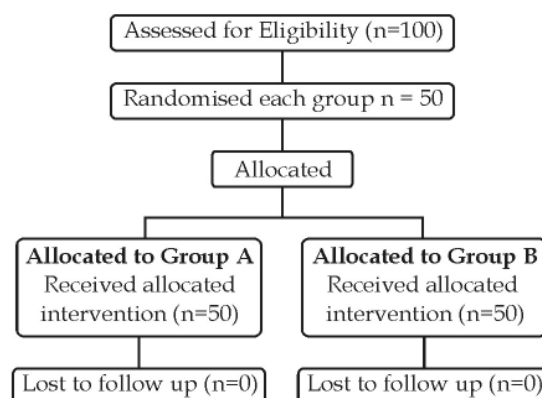 Assessed for Eligibility (n=100)
Randomised each group n = 50
Allocated
Allocated to Group A
Received allocated
intervention (n=50)
Allocated to Group B
Received allocated
intervention (n=50)
Lost to follow up (n=0)
Lost to follow up (n=0)